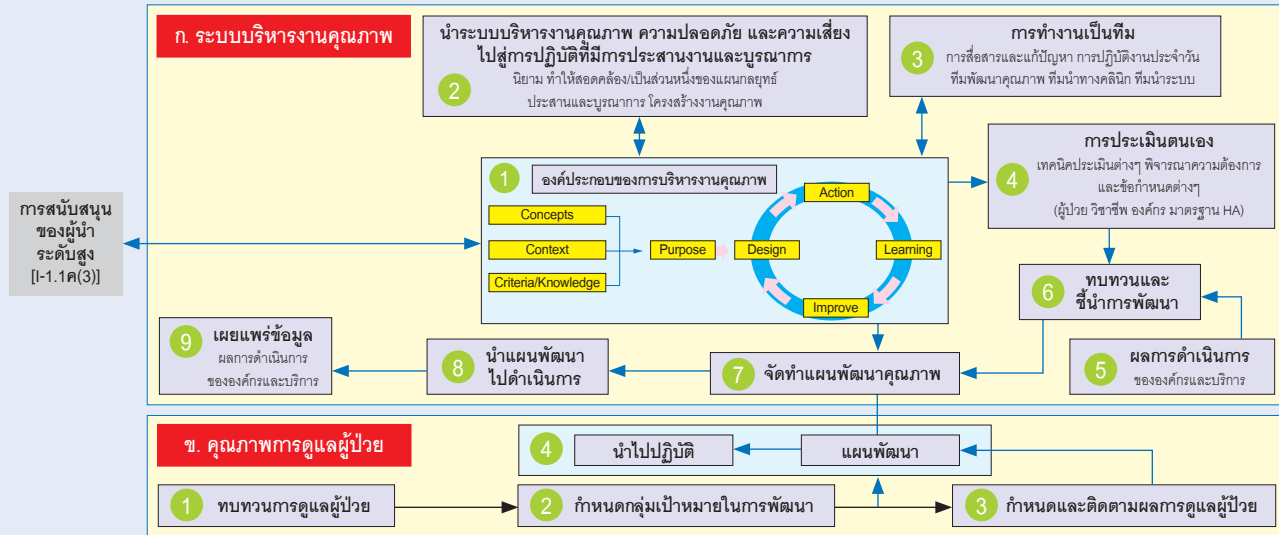 ก. ระบบบริหารงานคุณภาพ
นำระบบบริหารงานคุณภาพ ความปลอดภัย และความเสี่ยง
ไปสู่การปฏิบัติที่มีการประสานงานและบูรณาการ
2
นิยาม ทำให้สอดคล้อง/เป็นส่วนหนึ่งของแผนกลยุทธ์
ประสานและบูรณาการ โครงสร้างงานคุณภาพ
การทำงานเป็นทีม
3
การสื่อสารและแก้ปัญหา การปฏิบัติงานประจำวัน
ทีมพัฒนาคุณภาพ ทีมนำทางคลินิก ทีมนำระบบ
การสนับสนุน
ของผู้นำ
ระดับสูง
[I-1.1ค(3)]
1
องค์ประกอบของการบริหารงานคุณภาพ
Concepts
Context
Criteria/Knowledge
Purpose
Design
Action
Learning
Improve
4
การประเมินตนเอง
เทคนิคประเมินต่างๆ พิจารณาความต้องการ
และข้อกำหนดต่างๆ
(ผู้ป่วย วิชาชีพ องค์กร มาตรฐาน HA)
6
ทบทวนและ
ชี้นำการพัฒนา
5
ผลการดำเนินการ
ขององค์กรและบริการ
7
จัดทำแผนพัฒนาคุณภาพ
8
นำแผนพัฒนา
ไปดำเนินการ
9
เผยแพร่ข้อมูล
ผลการดำเนินการ
ขององค์กรและบริการ
ข. คุณภาพการดูแลผู้ป่วย
4
นำไปปฏิบัติ
แผนพัฒนา
1
ทบทวนการดูแลผู้ป่วย
2
กำหนดกลุ่มเป้าหมายในการพัฒนา
3
กำหนดและติดตามผลการดูแลผู้ป่วย